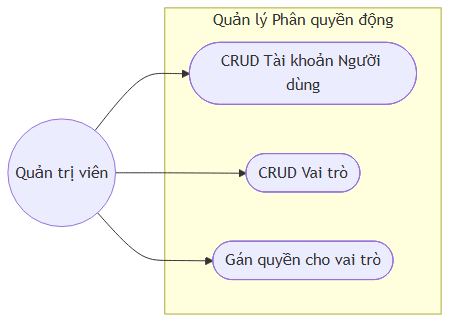 Quản lý Phân quyền động
CRUD Tài khoản Người
dùng
Quản trị viên
CRUD Vai trò
Gán quyền cho vai trò